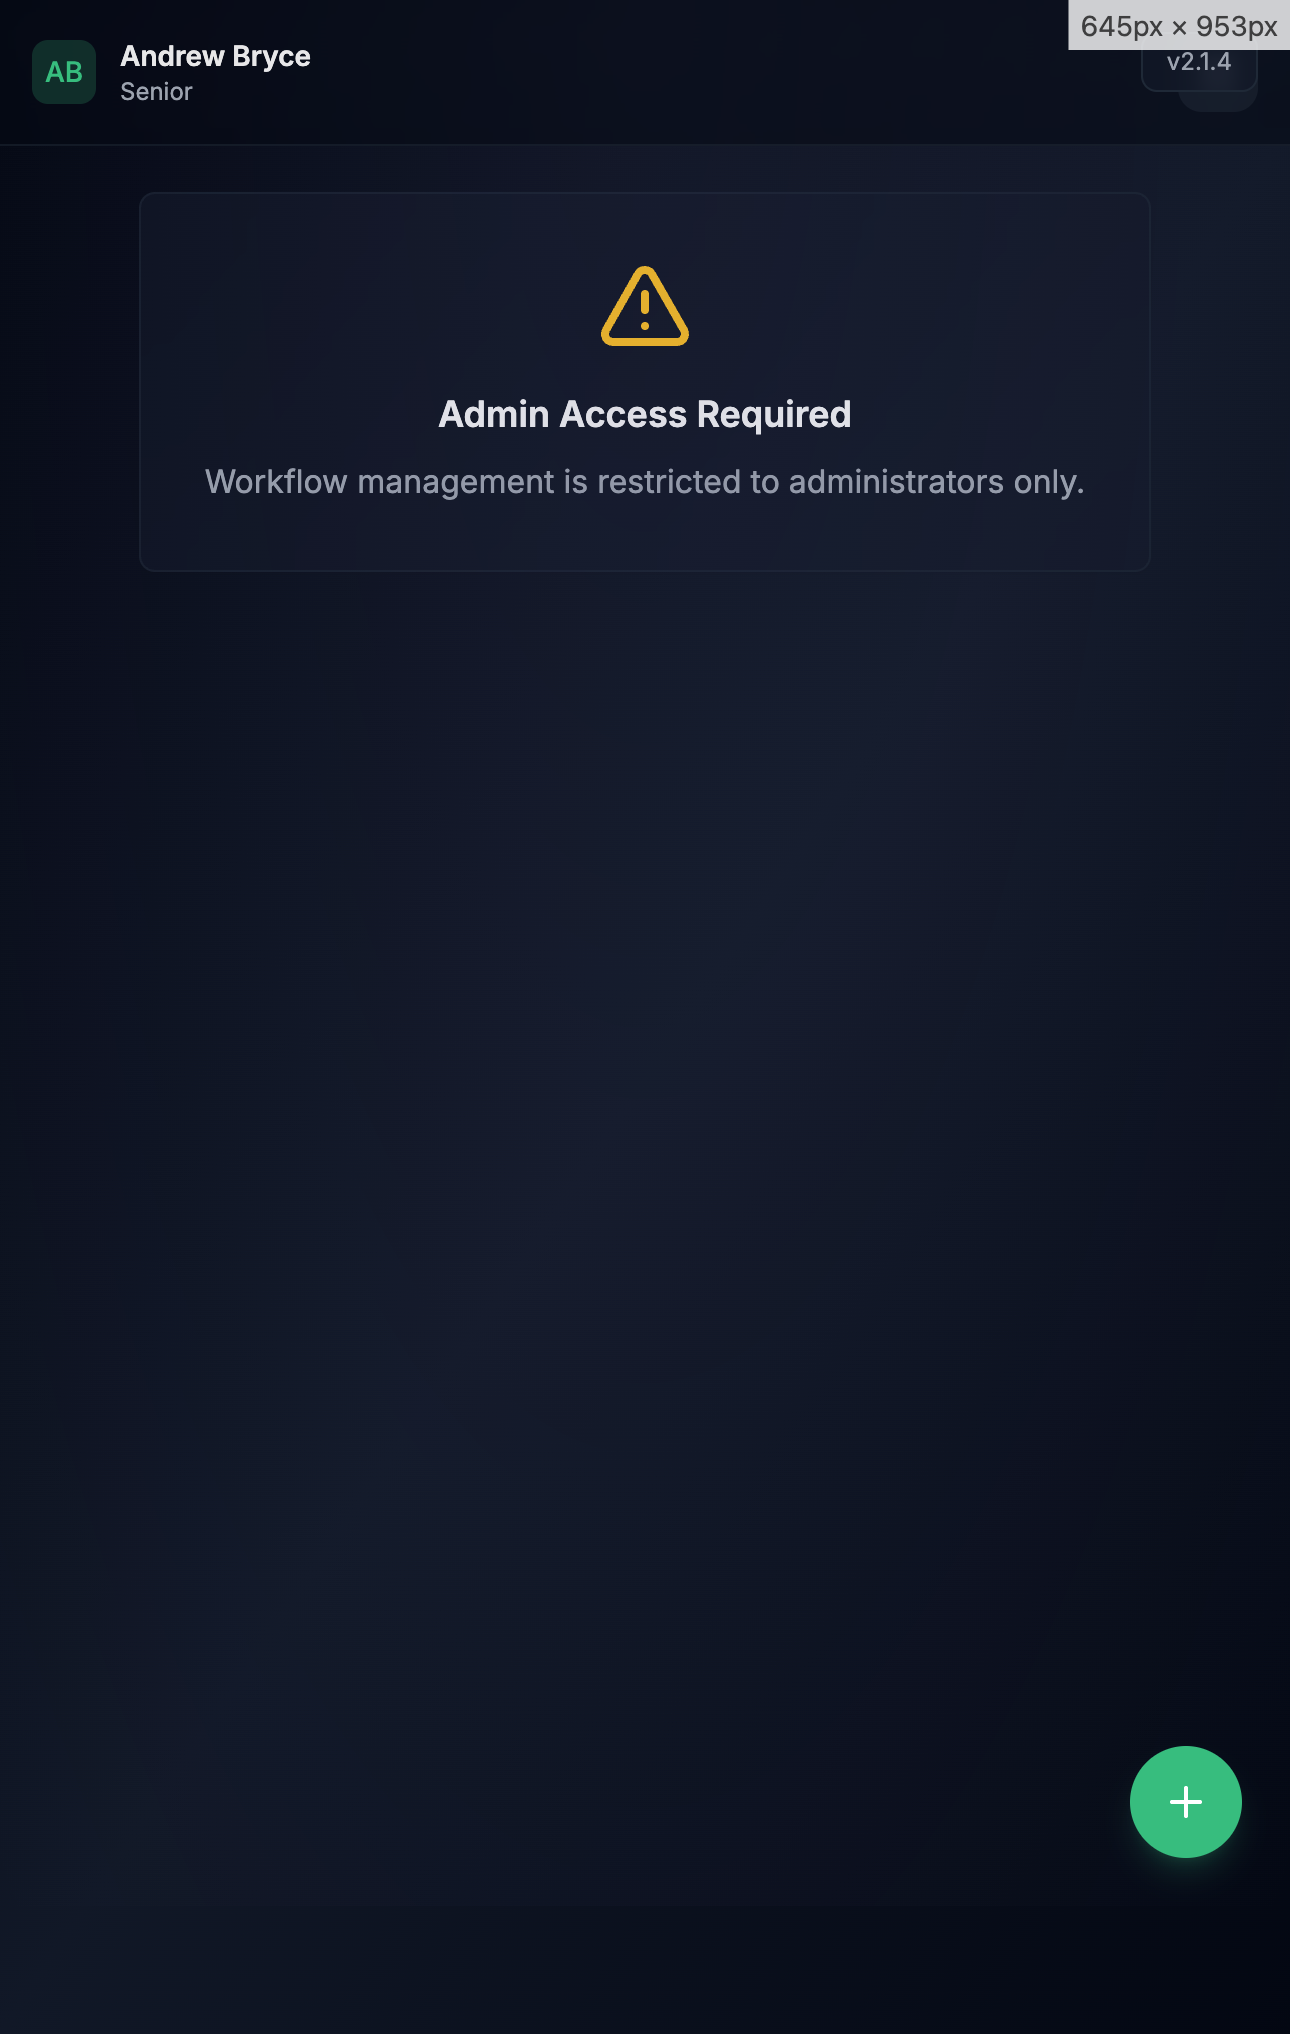 645px × 953px
AB
Andrew Bryce
Senior
v2.1.4
Admin Access Required
Workflow management is restricted to administrators only.